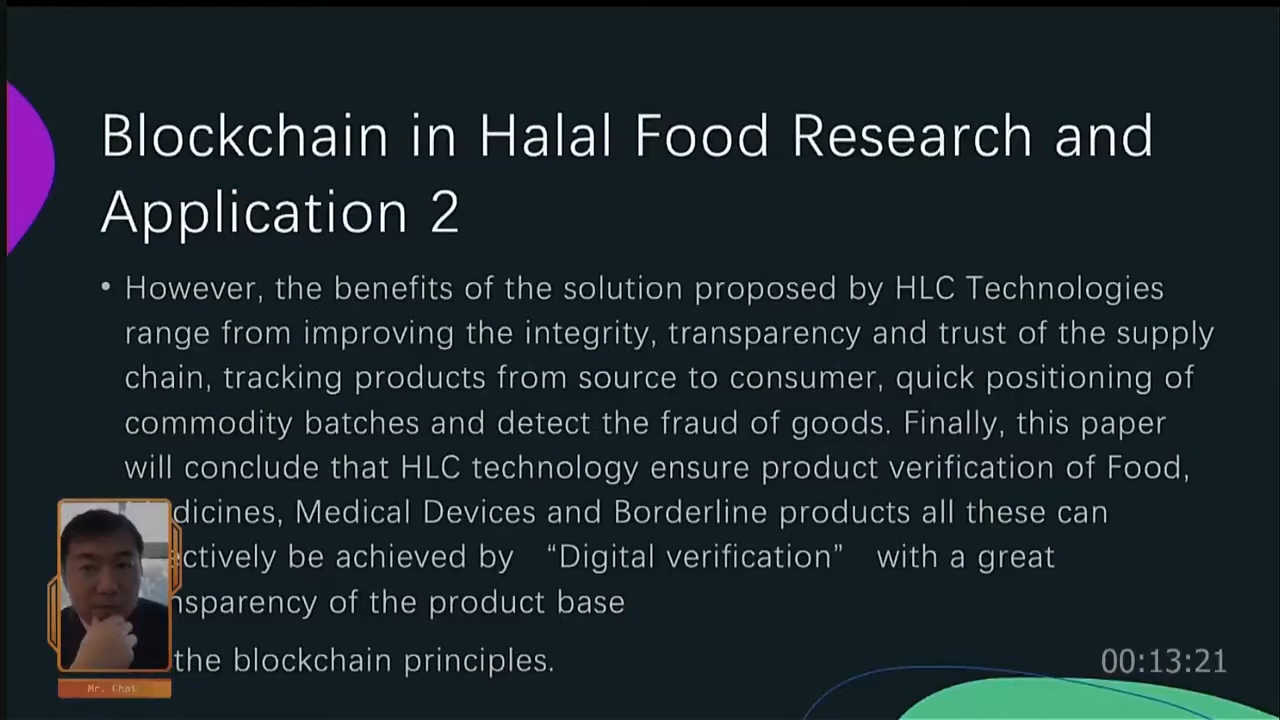 Blockchain in Halal Food Research and
Application 2
• However, the benefits of the solution proposed by HLC Technologies
range from improving the integrity, transparency and trust of the supply
chain, tracking products from source to consumer, quick positioning of
commodity batches and detect the fraud of goods. Finally, this paper
will conclude that HLC technology ensure product verification of Food,
dicines, Medical Devices and Borderline products all these can
ectively be achieved by “Digital verification” with a great
nsparency of the product base
the blockchain principles.
Mr. Chai
00:13:21